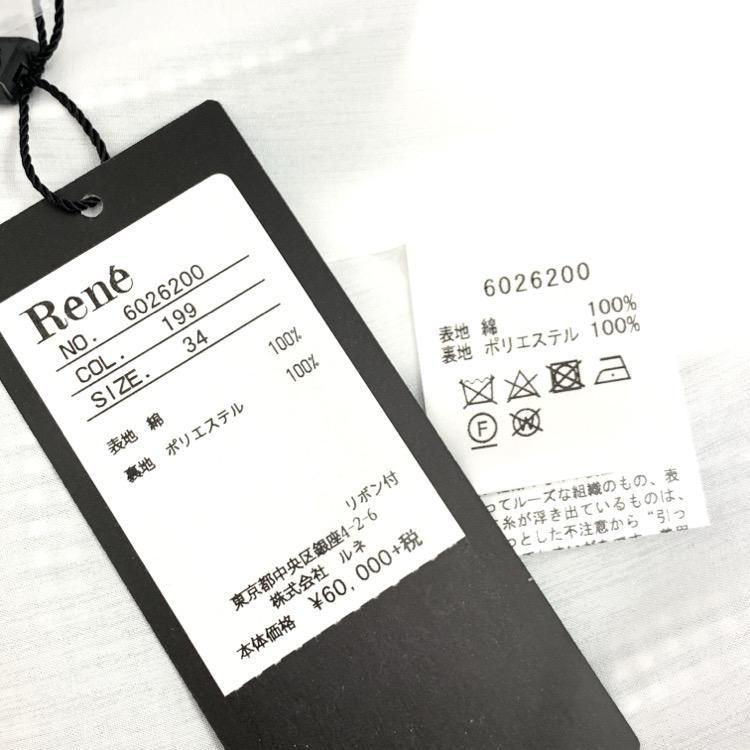 René
NO. 6026200
COL. 199
SIZE. 34
表地 綿 100%
裏地 ポリエステル 100%
リボン付
東京都中央区銀座4-2-6
株式会社 ルネ
本体価格 ¥60,000+税
6026200
表地 綿 100%
裏地 ポリエステル 100%
F
W
ってルーズな組織のもの、表
糸が浮き出ているものは、
っとした不注意から“引っ